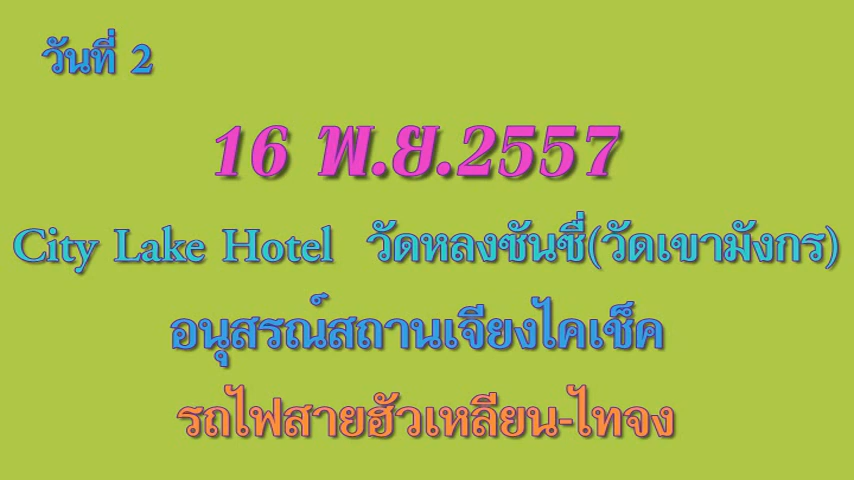 วันที่ 2
16 พ.ย.2557
City Lake Hotel วัดหลงซันซี่(วัดเขามังกร)
อนุสรณ์สถานเจียงไคเช็ค
รถไฟสายฮัวเหลียน-ไทจง